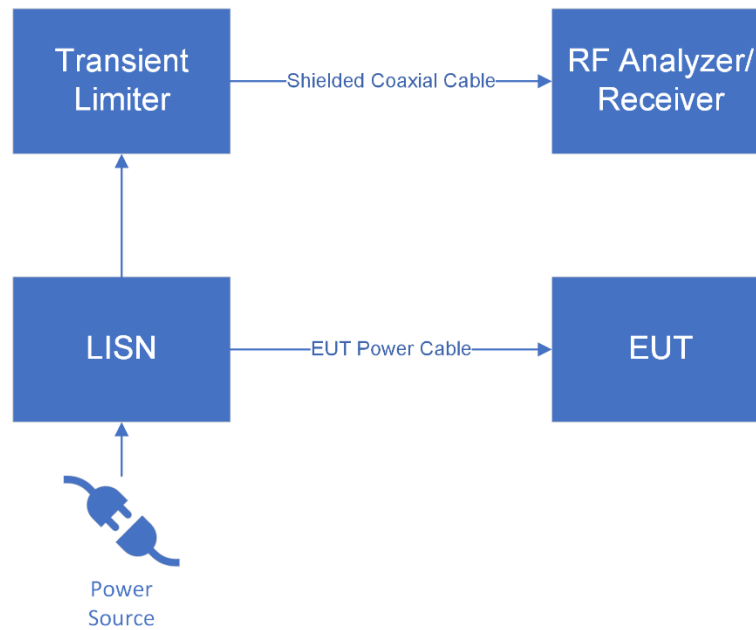 Transient
Limiter
Shielded Coaxial Cable
RF Analyzer/
Receiver
LISN
EUT Power Cable
EUT
Power
Source